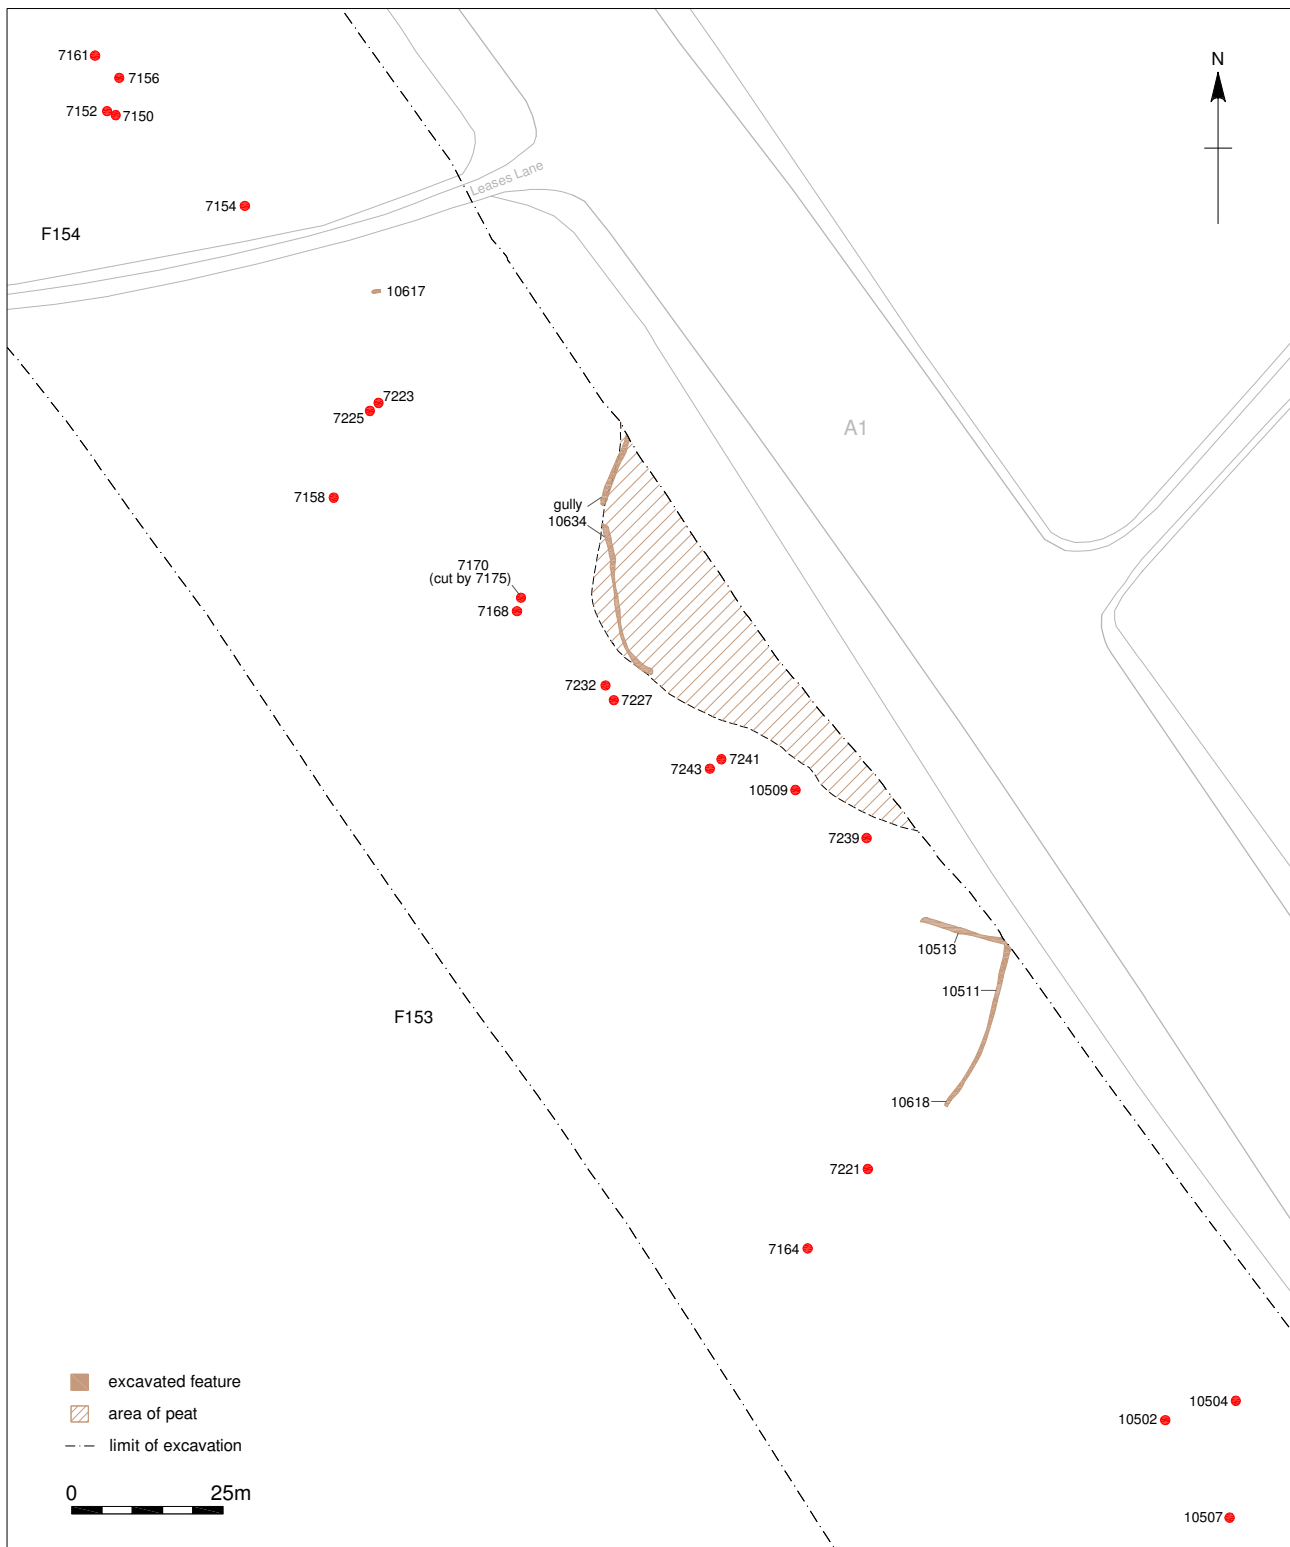 7161
N
7156
7152
7150
Leases Lane
7154
F154
10617
7223
7225
A1
7158
gully
10634
7170
(cut by 7175)
7168
7232
7227
7241
7243
10509
7239
10513
10511
F153
10618
7221
7164
excavated feature
10504
area of peat
10502
limit of excavation
0 25m
10507